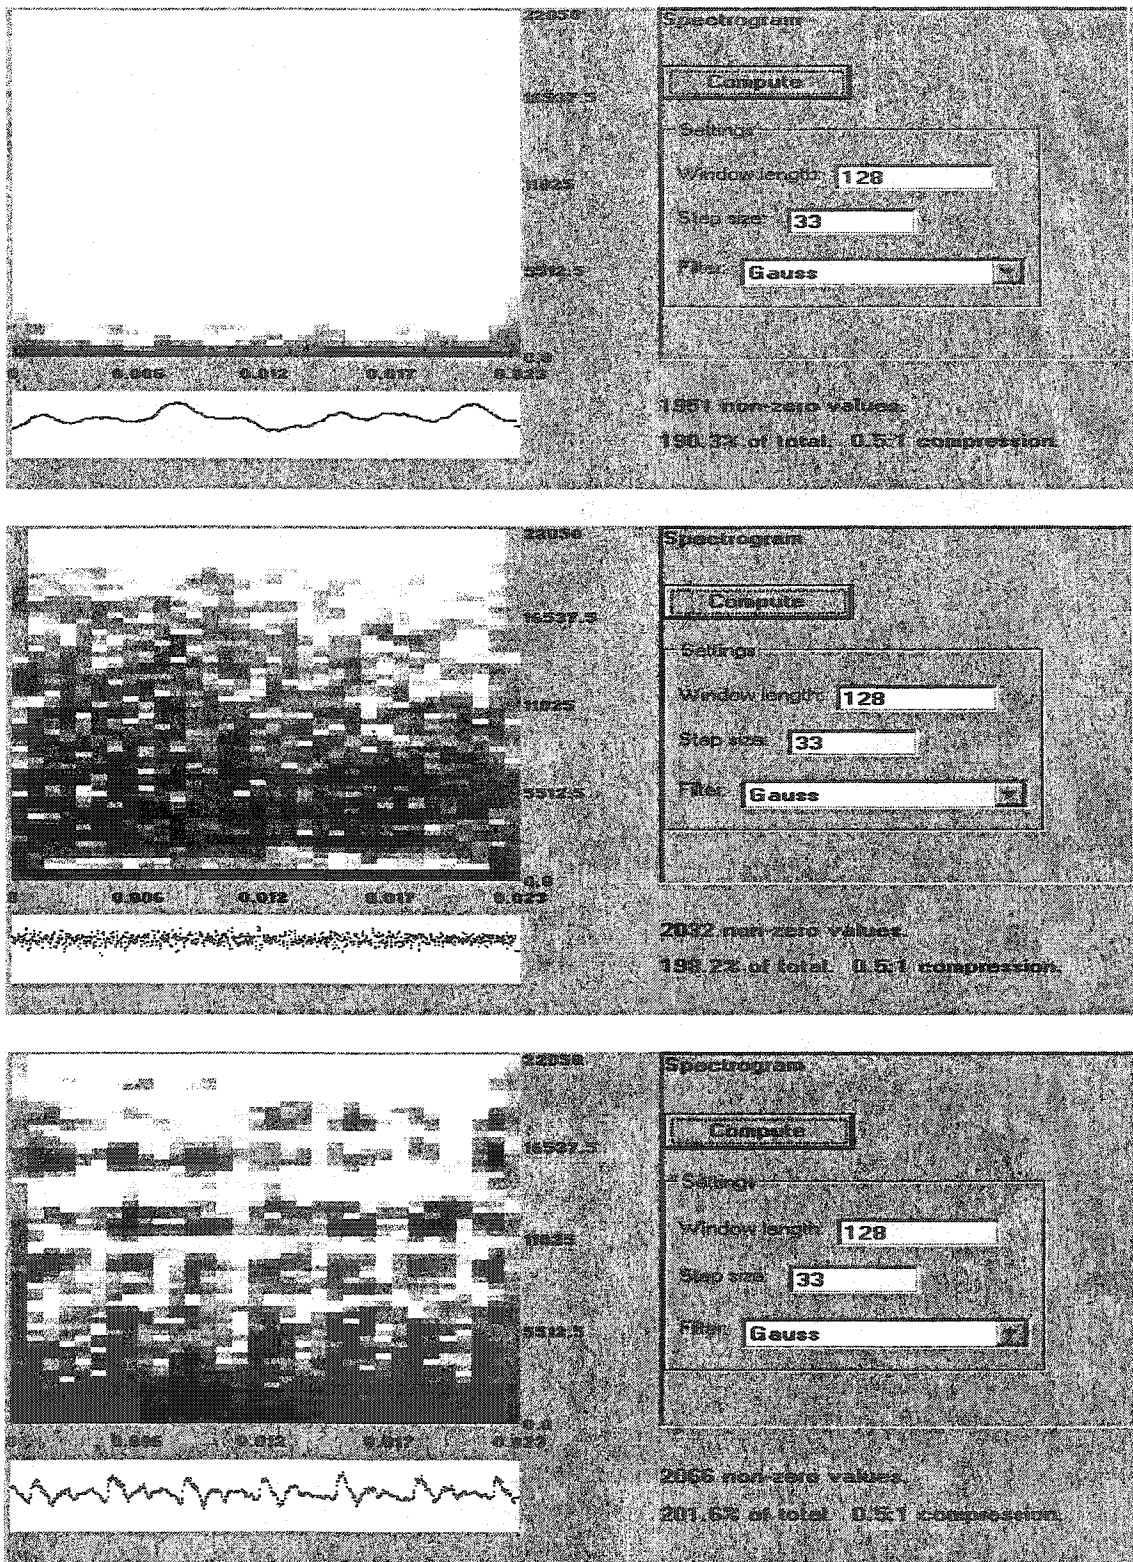 22050
Spectrogram
Compute
16537.5
Settings
Window length: 128
11025
Step size: 33
Filter: Gauss
5512.5
0.0
0 0.006 0.012 0.017 0.023
1951 non-zero values.
190.3% of total. 0.5:1 compression.
22050
Spectrogram
Compute
16537.5
Settings
Window length: 128
11025
Step size: 33
Filter: Gauss
5512.5
0.0
0 0.006 0.012 0.017 0.023
2032 non-zero values.
198.2% of total. 0.5:1 compression.
22050
Spectrogram
Compute
16537.5
Settings
Window length: 128
11025
Step size: 33
Filter: Gauss
5512.5
0.0
0.006 0.012 0.017 0.023
2066 non-zero values.
201.6% of total. 0.5:1 compression.